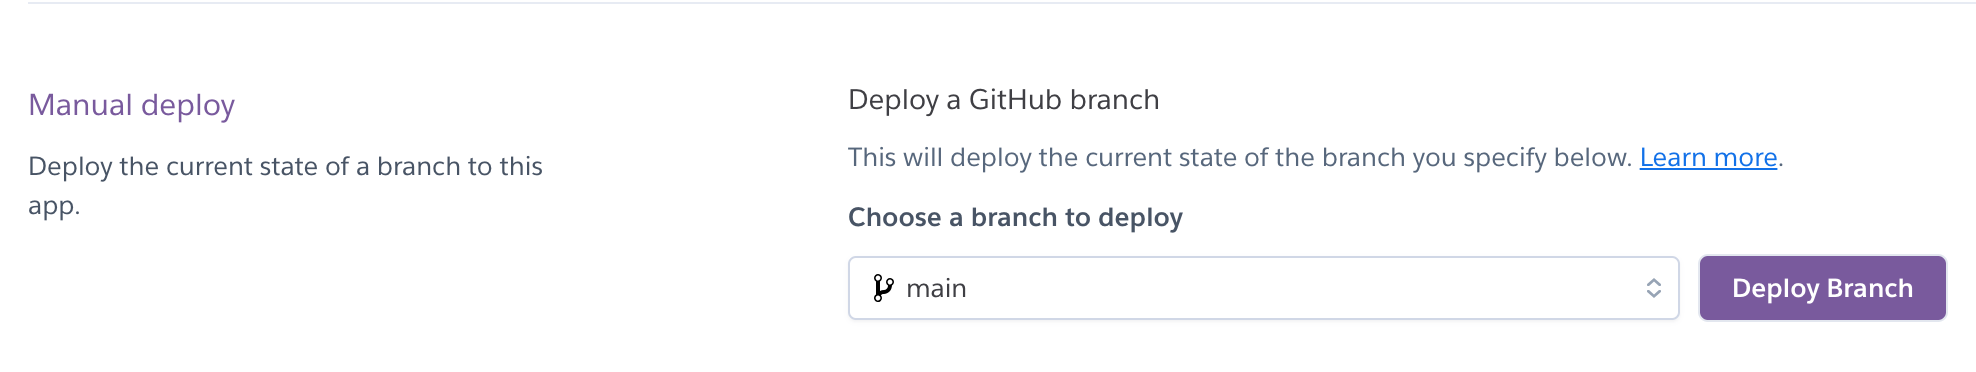 Manual deploy
Deploy the current state of a branch to this
app.
Deploy a GitHub branch
This will deploy the current state of the branch you specify below. Learn more.
Choose a branch to deploy
main
Deploy Branch